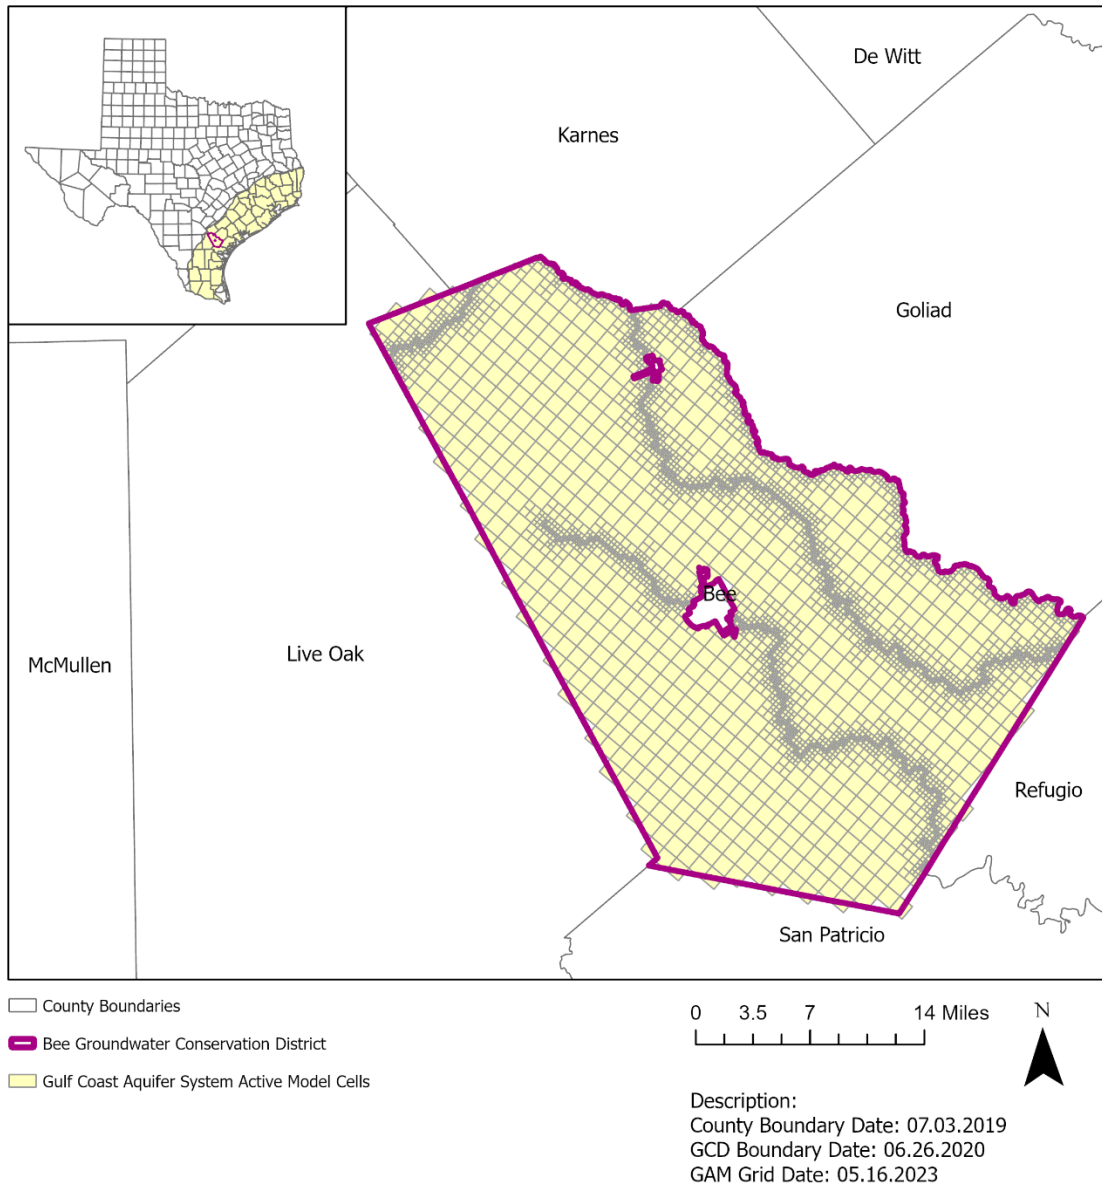 De Witt
Karnes
Goliad
Bee
McMullen
Live Oak
Refugio
San Patricio
County Boundaries
Bee Groundwater Conservation District
Gulf Coast Aquifer System Active Model Cells
0 3.5 7 14 Miles
N
Description:
County Boundary Date: 07.03.2019
GCD Boundary Date: 06.26.2020
GAM Grid Date: 05.16.2023